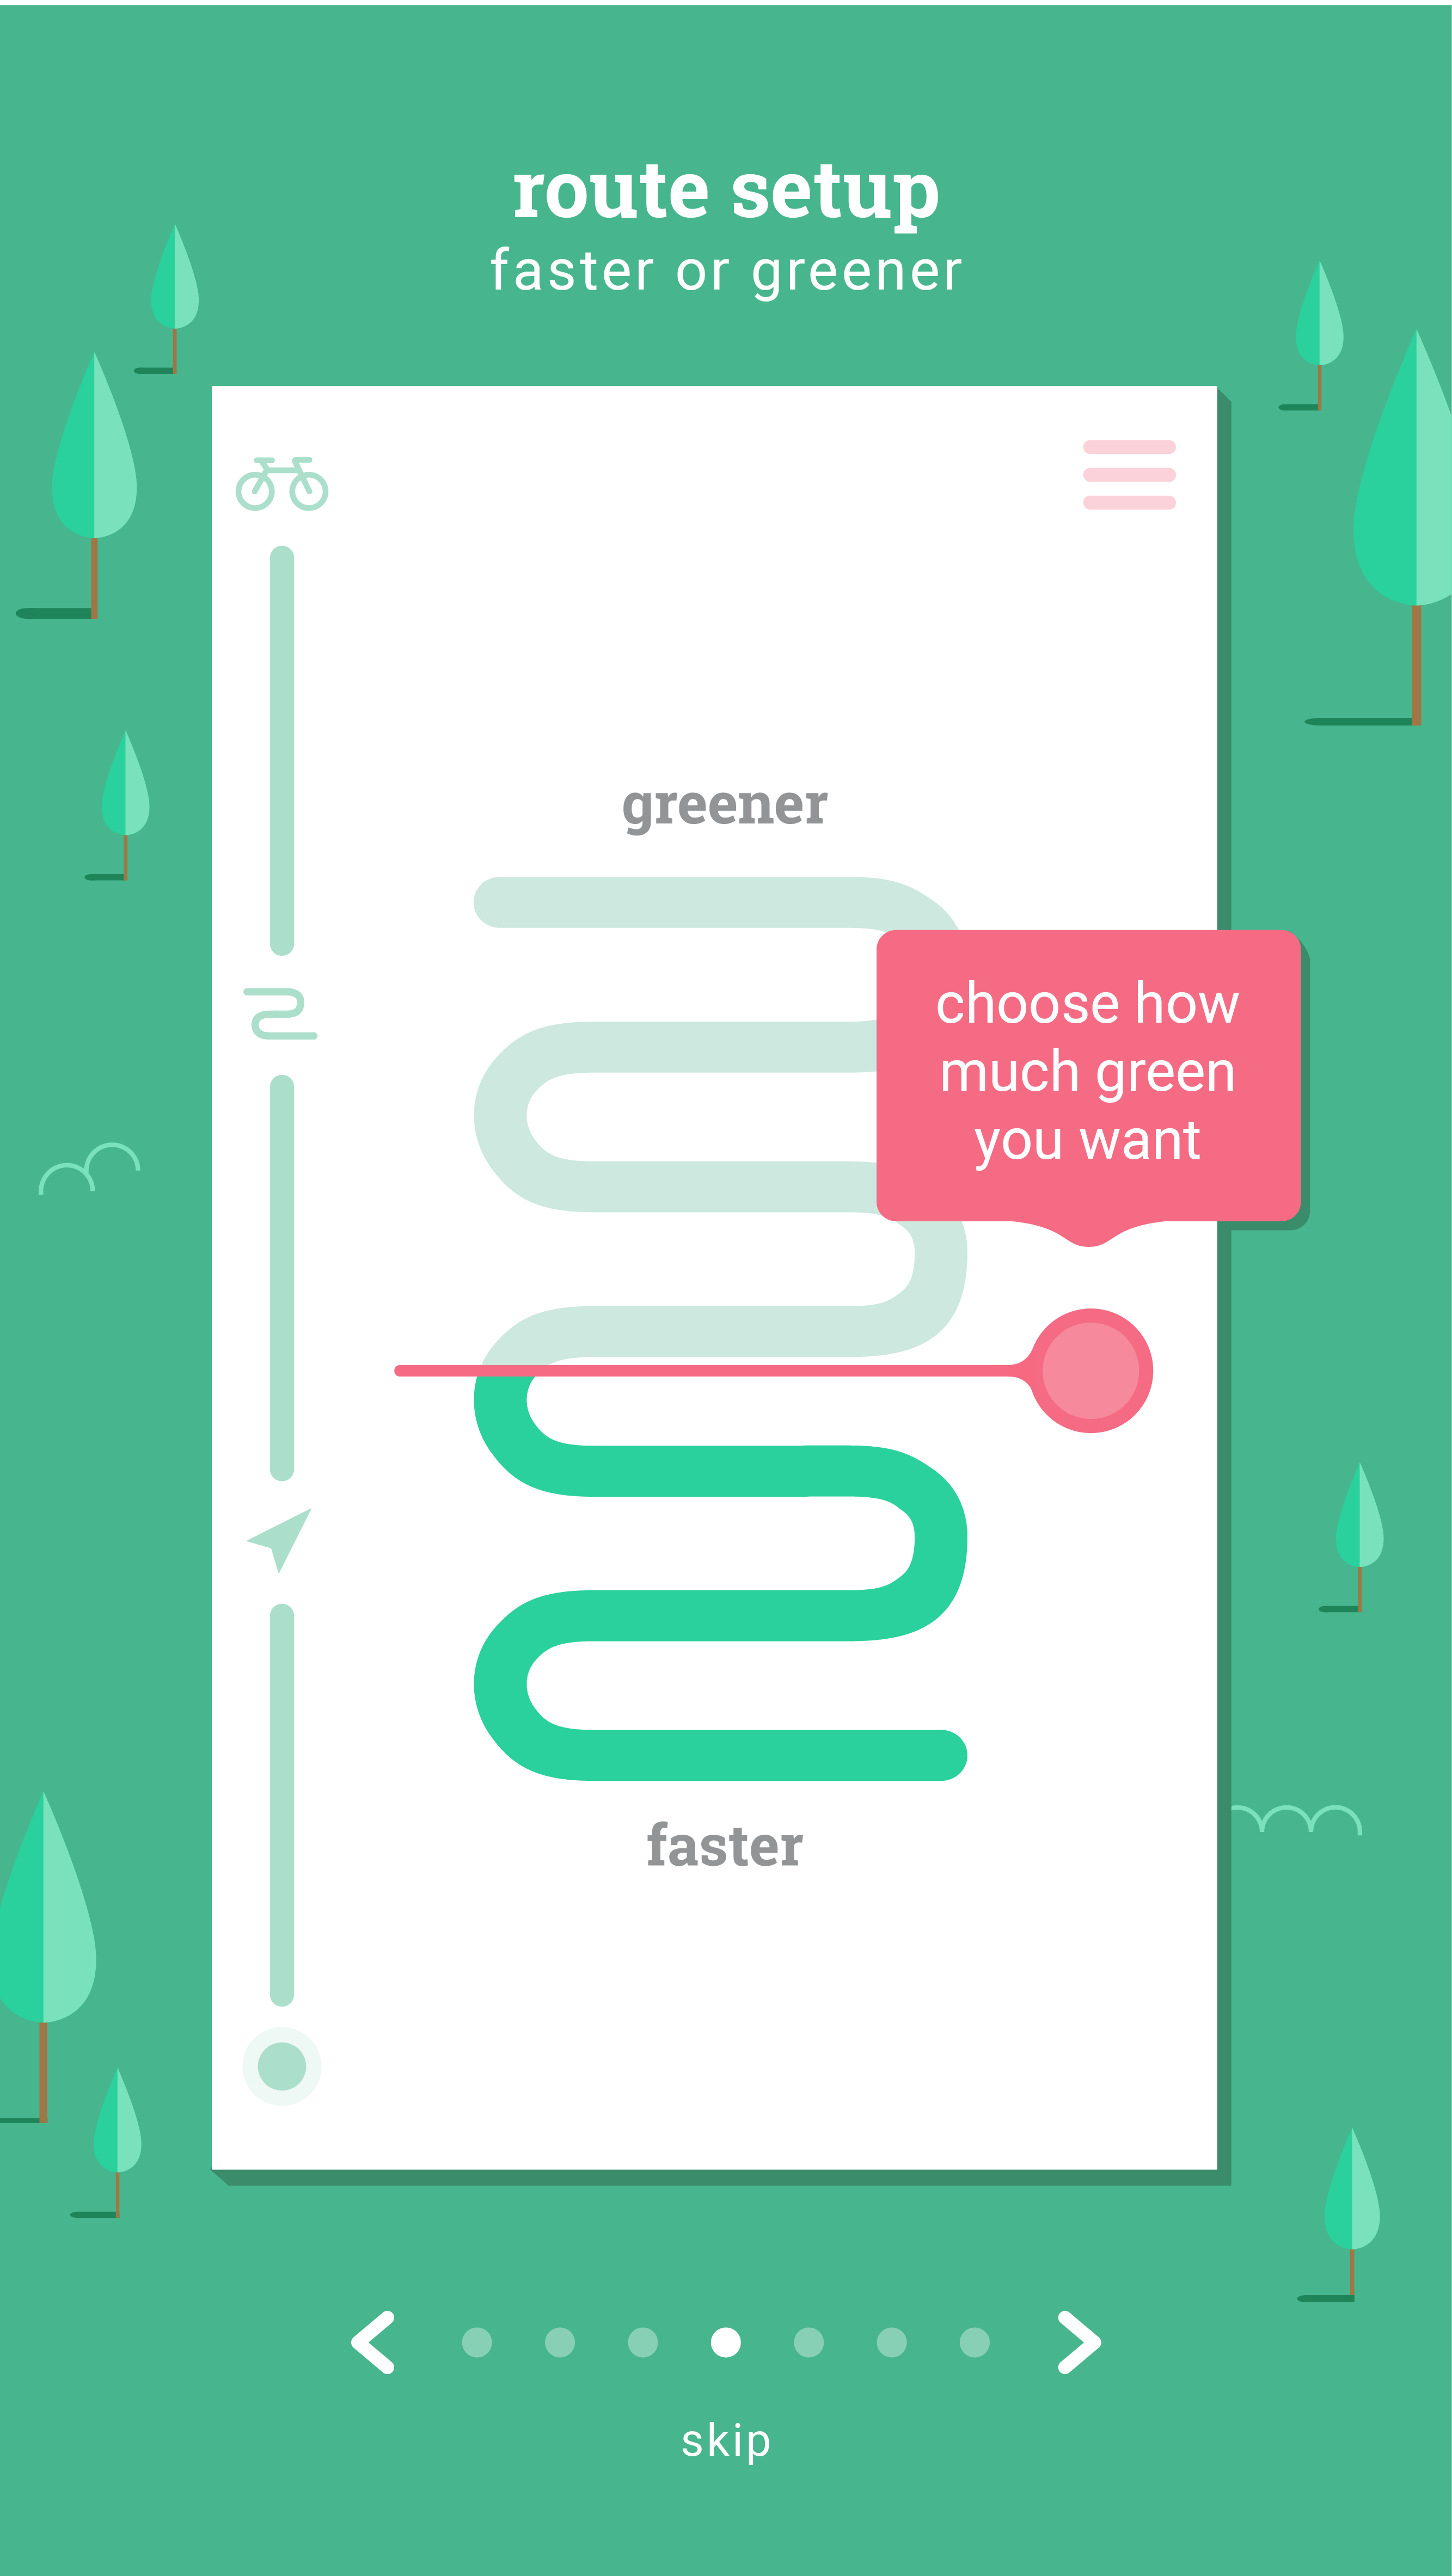 route setup
faster or greener
greener
choose how
much green
you want
faster
skip